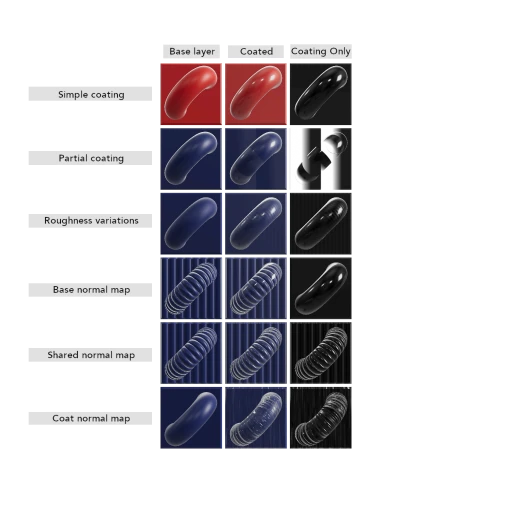 Base layer
Coated
Coating Only
Simple coating
Partial coating
Roughness variations
Base normal map
Shared normal map
Coat normal map